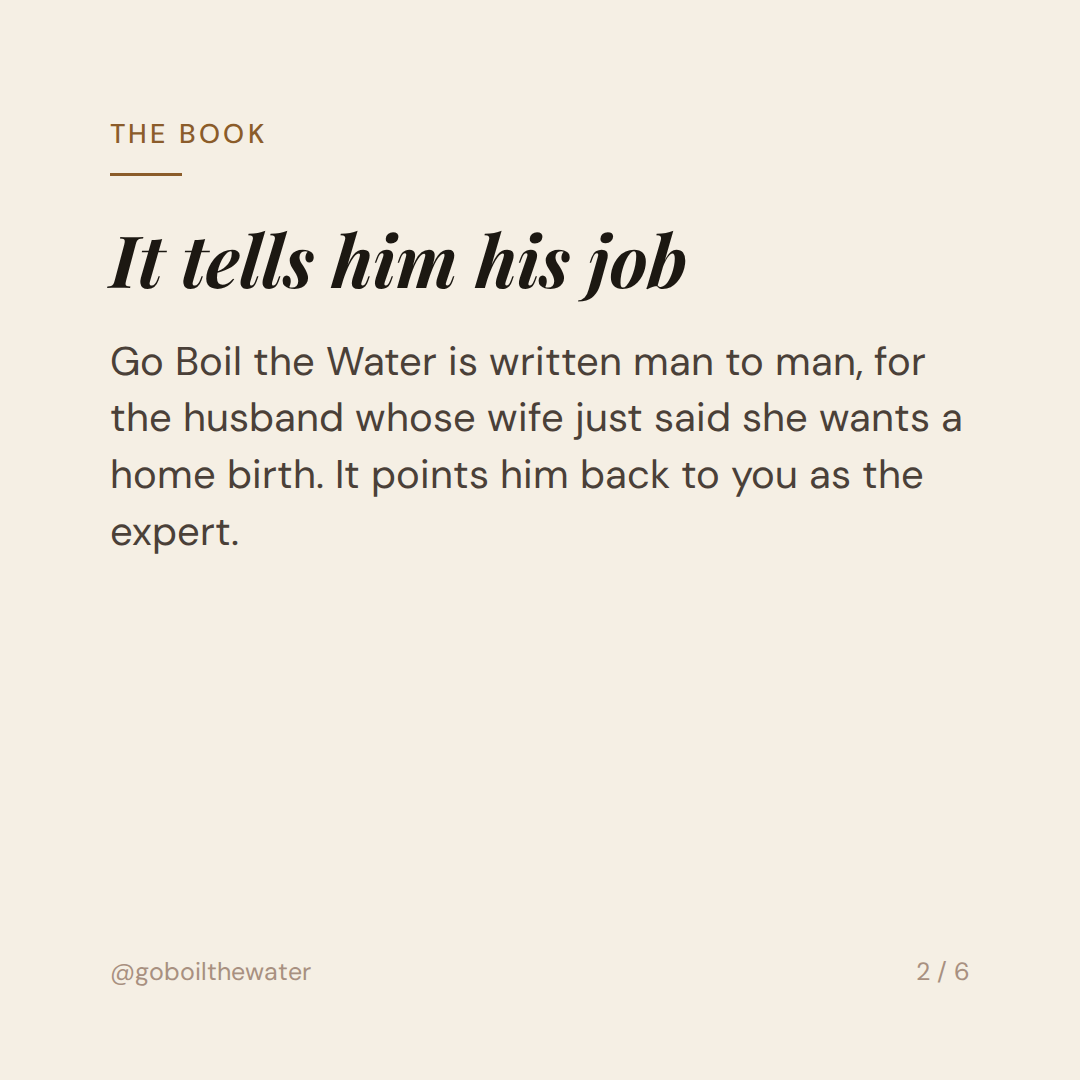 THE BOOK
It tells him his job
Go Boil the Water is written man to man, for
the husband whose wife just said she wants a
home birth. It points him back to you as the
expert.
@goboilthewater
2 / 6